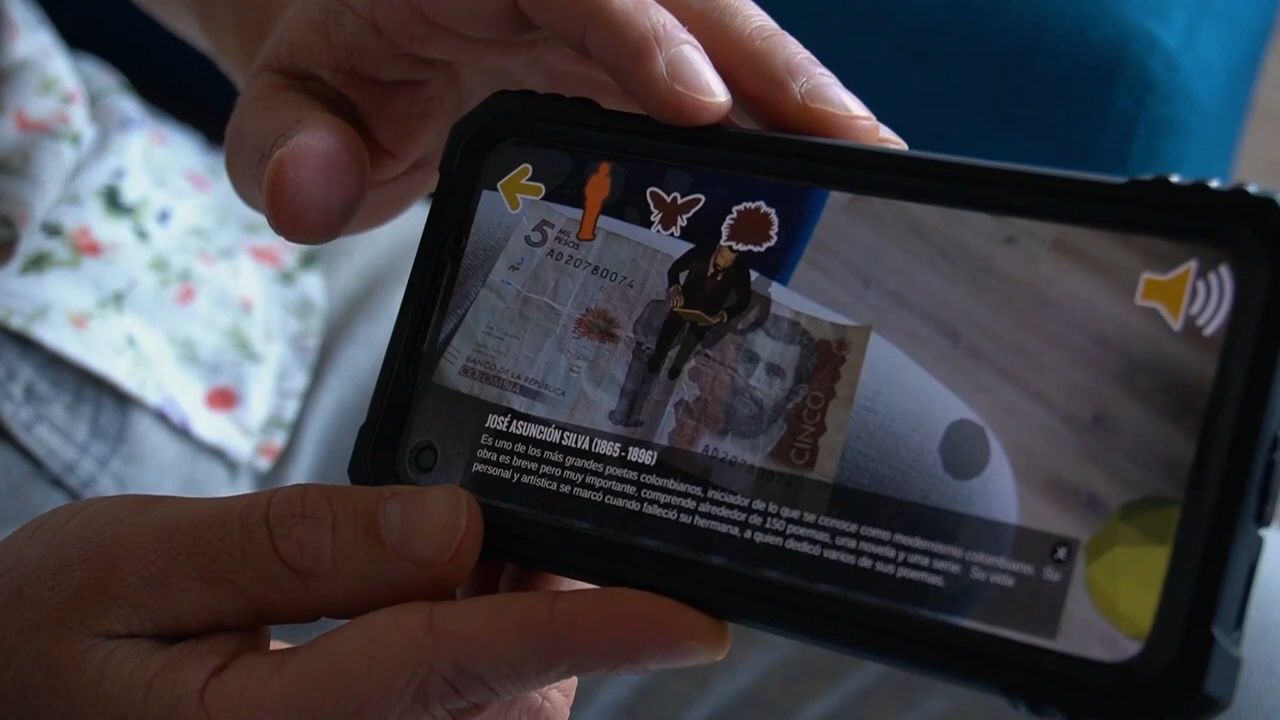 5 MIL
PESOS
AD20780074
BANCO DE LA REPÚBLICA
COLOMBIA
CINCO
AD20780074
JOSÉ ASUNCIÓN SILVA (1865 - 1896)
Es uno de los más grandes poetas colombianos, iniciador de lo que se conoce como modernismo colombiano. Su
obra es breve pero muy importante, comprende alrededor de 150 poemas, una novela y una serie. Su vida
personal y artística se marcó cuando falleció su hermana, a quien dedicó varios de sus poemas.
X